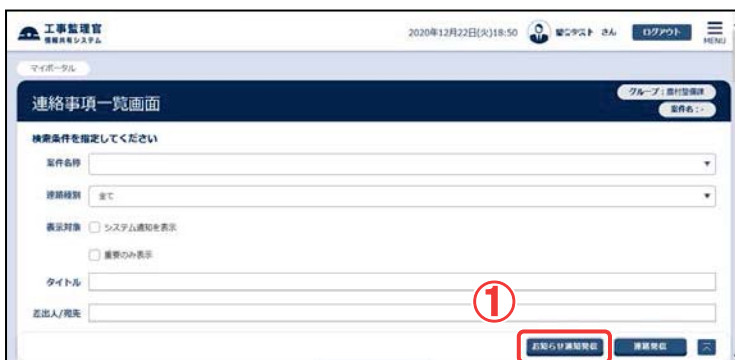 工事監理官
情報共有システム
2020年12月22日(火)18:50
さん
ログアウト
MENU
マイポータル
連絡事項一覧画面
グループ：農村整備課
案件名：-
検索条件を指定してください
案件名称
連絡種別 全て
表示対象 システム通知を表示
重要のみ表示
タイトル
差出人/宛先
①
お知らせ通知発信
連絡発信